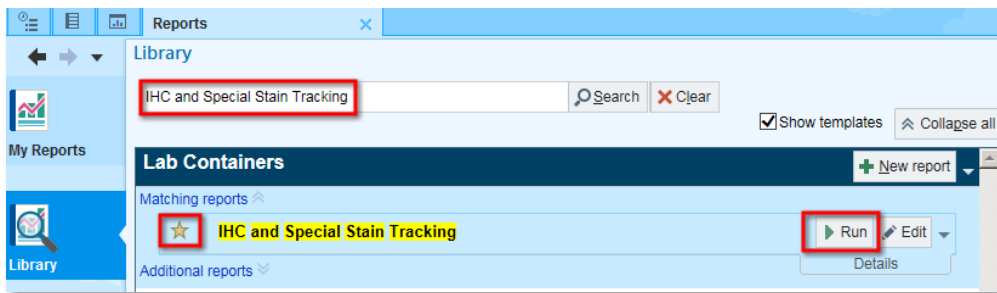 Reports
Library
IHC and Special Stain Tracking
Search
Clear
Show templates
Collapse all
My Reports
Lab Containers
New report
Matching reports
IHC and Special Stain Tracking
Run
Edit
Library
Additional reports
Details